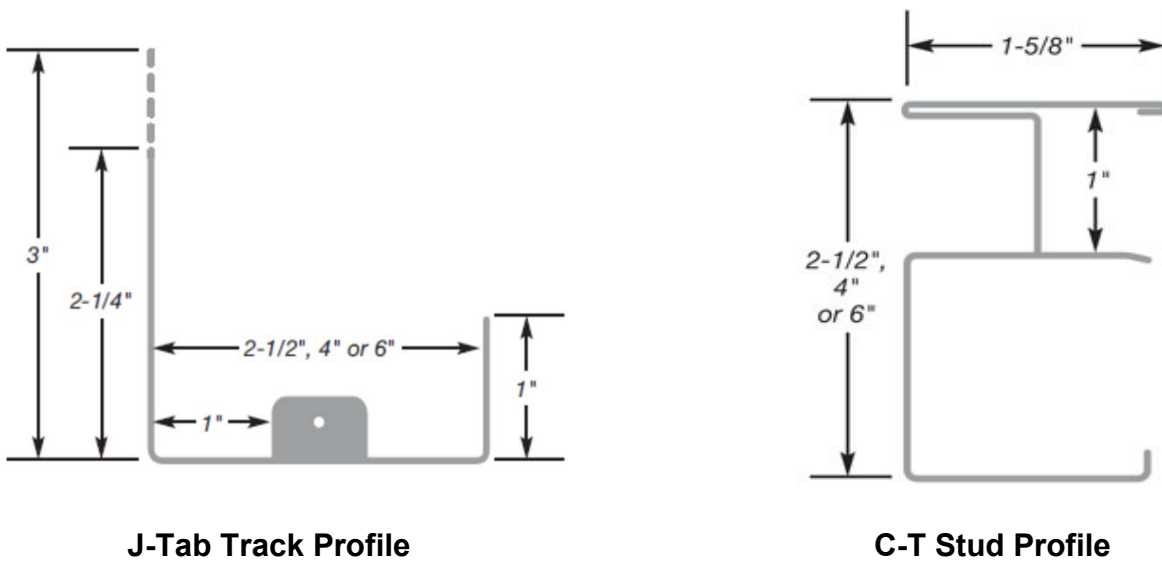 1-5/8"
3"
2-1/4"
2-1/2", 4" or 6"
1"
1"
1"
2-1/2",
4"
or 6"
J-Tab Track Profile
C-T Stud Profile